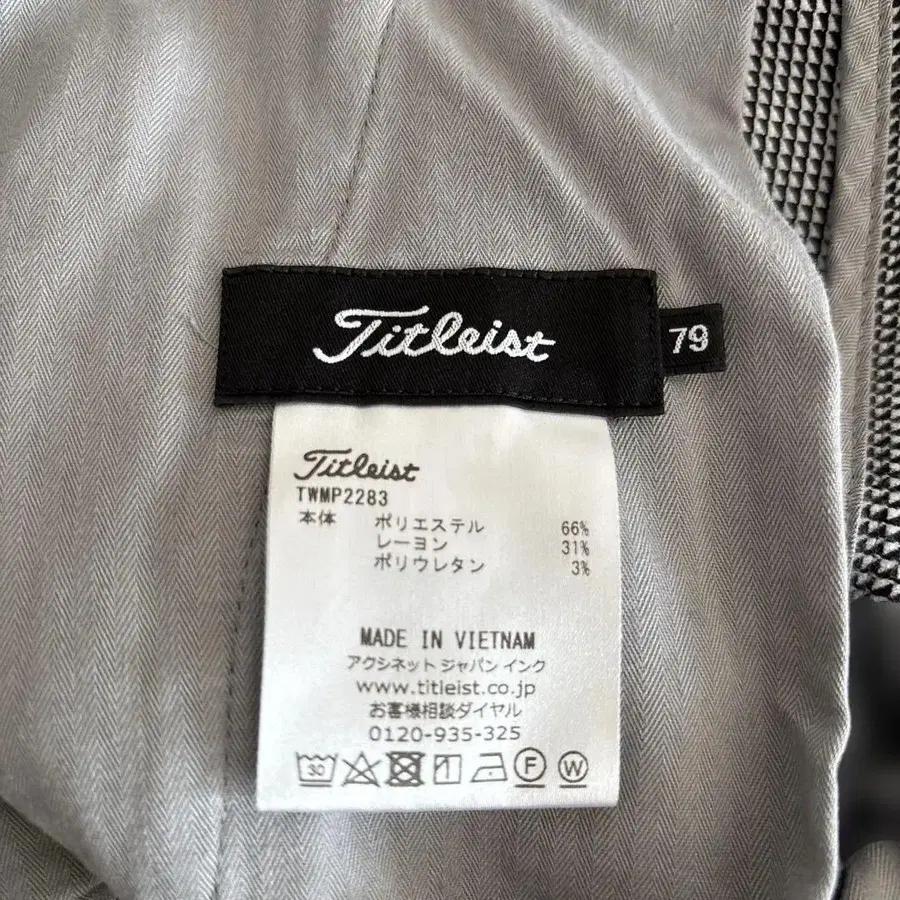 Titleist
79
Titleist
TWMP2283
本体 ポリエステル 66%
レーヨン 31%
ポリウレタン 3%
MADE IN VIETNAM
アクシネット ジャパン インク
www.titleist.co.jp
お客様相談ダイヤル
0120-935-325
30 F W